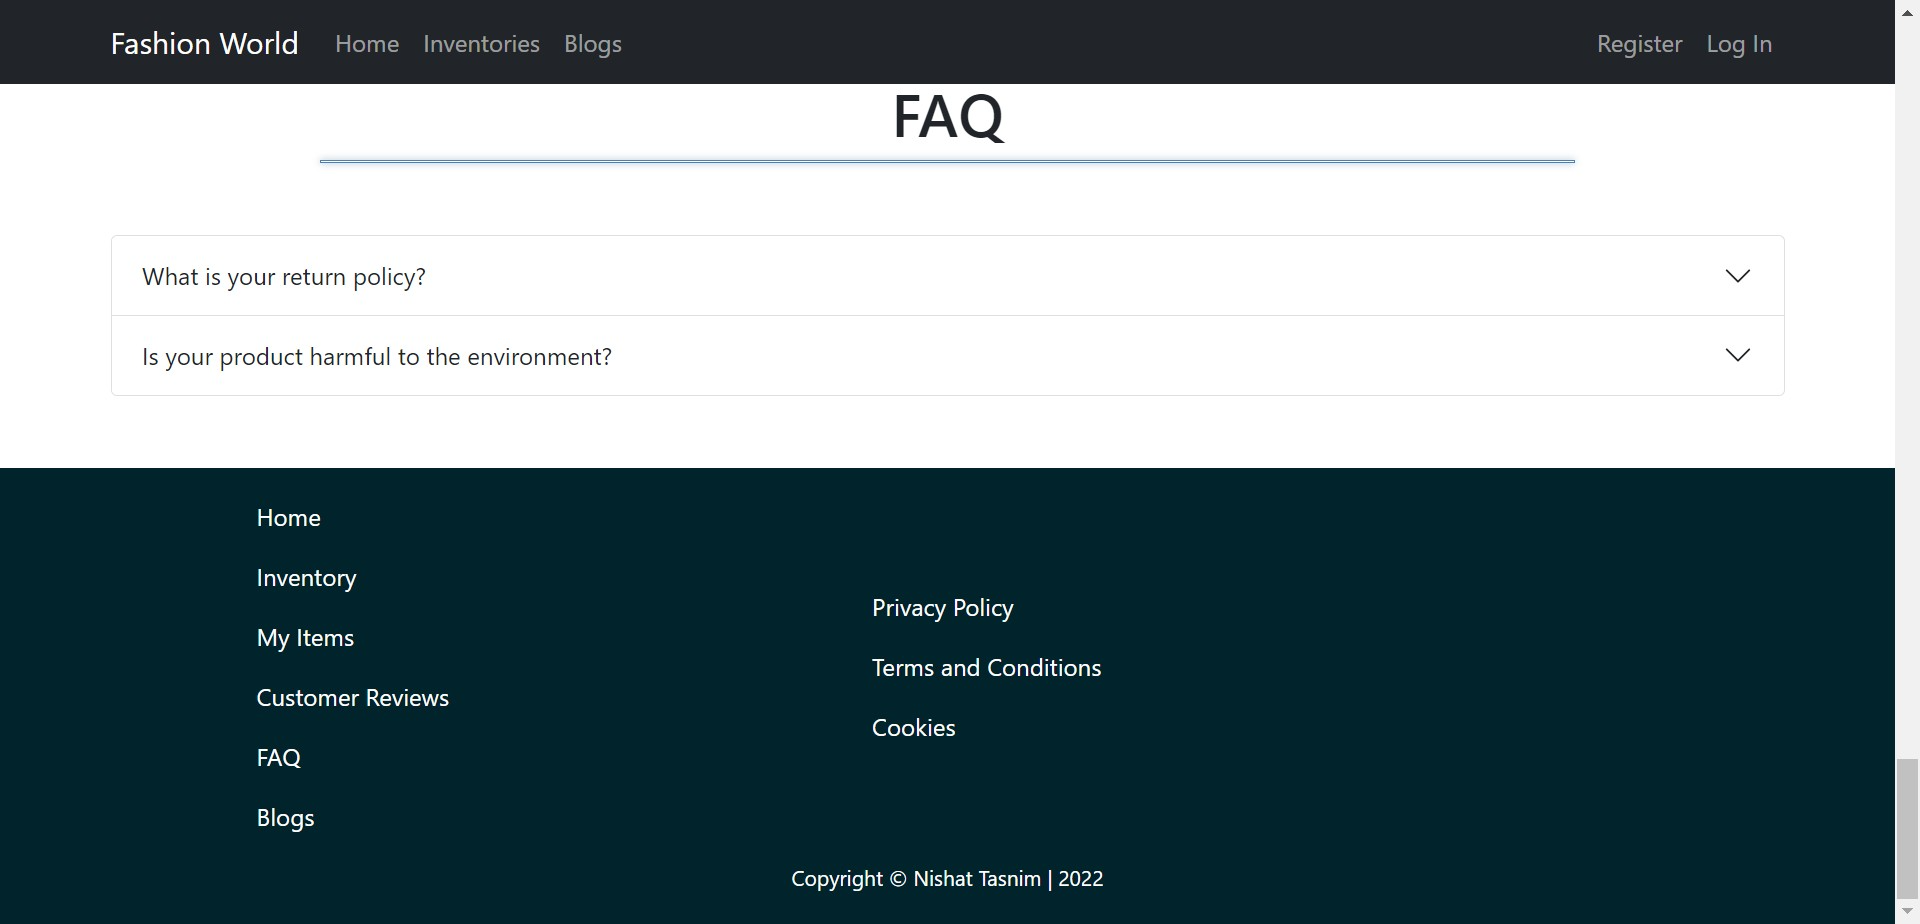 Fashion World Home Inventories Blogs Register Log In
FAQ
What is your return policy?
Is your product harmful to the environment?
Home
Inventory
My Items
Customer Reviews
FAQ
Blogs
Privacy Policy
Terms and Conditions
Cookies
Copyright © Nishat Tasnim | 2022